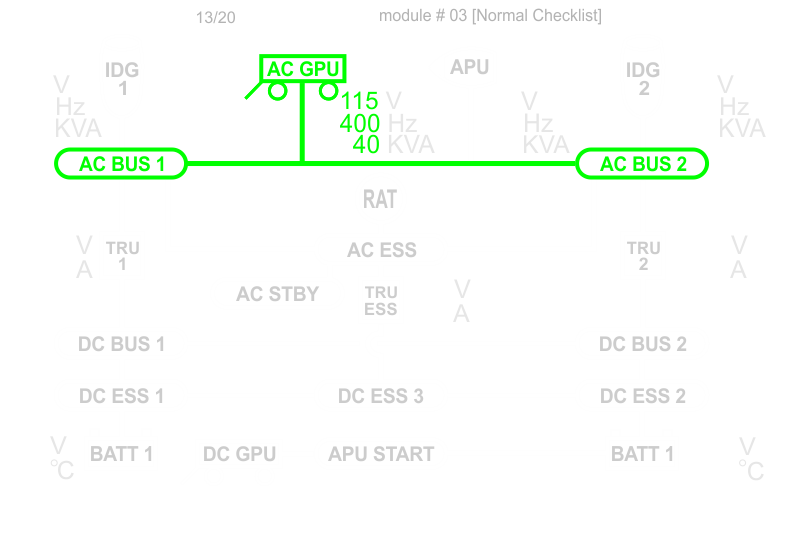 13/20 module # 03 [Normal Checklist]
IDG 1
AC GPU
APU
IDG 2
V
Hz
KVA
115 V
400 Hz
40 KVA
V
Hz
KVA
V
Hz
KVA
AC BUS 1
AC BUS 2
RAT
V
A
TRU 1
AC ESS
TRU 2
V
A
AC STBY
TRU ESS
V
A
DC BUS 1
DC BUS 2
DC ESS 1
DC ESS 3
DC ESS 2
V
°C
BATT 1
DC GPU
APU START
BATT 1
V
°C